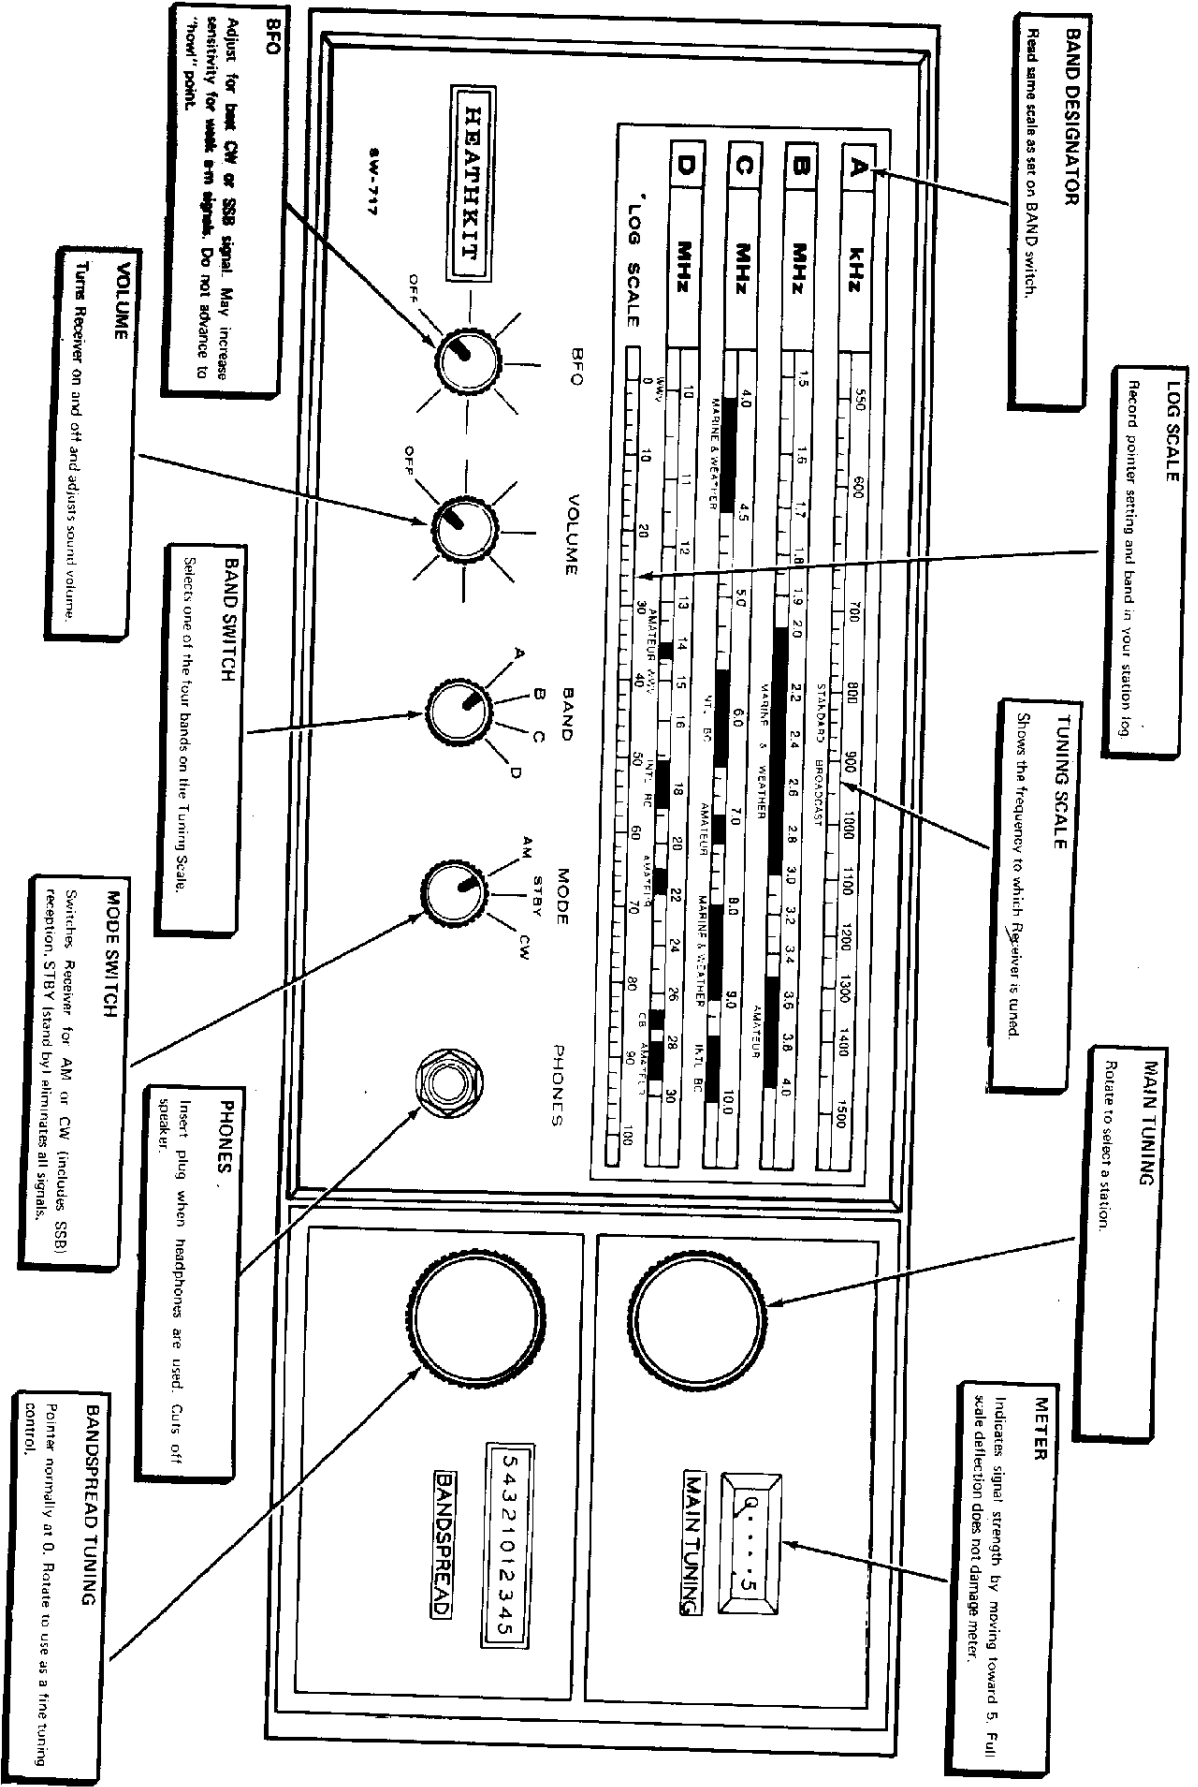 BAND DESIGNATOR
Read same scale as set on BAND switch.
LOG SCALE
Record pointer setting and band in your station log.
TUNING SCALE
Shows the frequency to which Receiver is tuned.
MAIN TUNING
Rotate to select a station.
METER
Indicates signal strength by moving toward 5. Full
scale deflection does not damage meter.
A kHz 550 600 700 800 900 1000 1100 1200 1300 1400 1500
STANDARD BROADCAST
B MHz 1.5 1.6 1.7 1.8 1.9 2.0 2.2 2.4 2.6 2.8 3.0 3.2 3.4 3.6 3.8 4.0
MARINE & WEATHER AMATEUR
C MHz 4.0 4.5 5.0 6.0 7.0 8.0 9.0 10.0
MARINE & WEATHER INT'L BC AMATEUR MARINE & WEATHER INT'L BC
D MHz 10 11 12 13 14 15 16 18 20 22 24 26 28 30
WWV AMATEUR WWV INT'L BC AMATEUR CB AMATEUR
LOG SCALE 0 10 20 30 40 50 60 70 80 90 100
HEATHKIT
SW-717
BFO
OFF
VOLUME
OFF
BAND
A B C D
MODE
AM STBY CW
PHONES
0....5
MAIN TUNING
54321012345
BANDSPREAD
BFO
Adjust for best CW or SSB signal. May increase
sensitivity for weak a-m signals. Do not advance to
"howl" point.
VOLUME
Turns Receiver on and off and adjusts sound volume.
BAND SWITCH
Selects one of the four bands on the Tuning Scale.
MODE SWITCH
Switches Receiver for AM or CW (includes SSB)
reception. STBY (stand by) eliminates all signals.
PHONES
Insert plug when headphones are used. Cuts off
speaker.
BANDSPREAD TUNING
Pointer normally at 0. Rotate to use as a fine tuning
control.